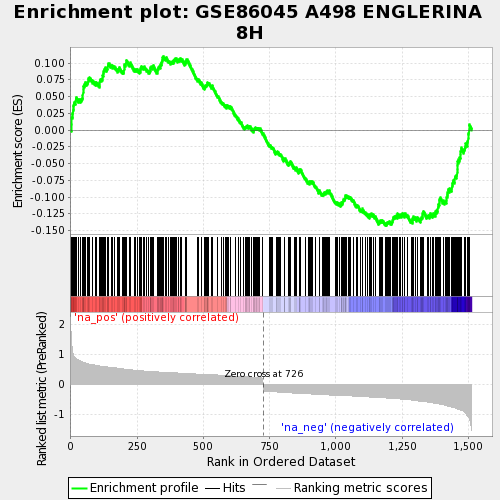 Enrichment plot: GSE86045 A498 ENGLERINA
8H
Enrichment score (ES)
0.100
0.075
0.050
0.025
0.000
-0.025
-0.050
-0.075
-0.100
-0.125
-0.150
Ranked list metric (PreRanked)
2
1
0
-1
'na_pos' (positively correlated)
Zero cross at 726
'na_neg' (negatively correlated)
0 250 500 750 1,000 1,250 1,500
Rank in Ordered Dataset
Enrichment profile Hits Ranking metric scores